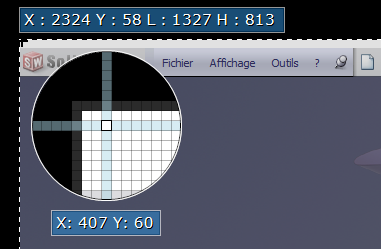 X : 2324 Y : 58 L : 1327 H : 813
Fichier Affichage Outils ?
X: 407 Y: 60